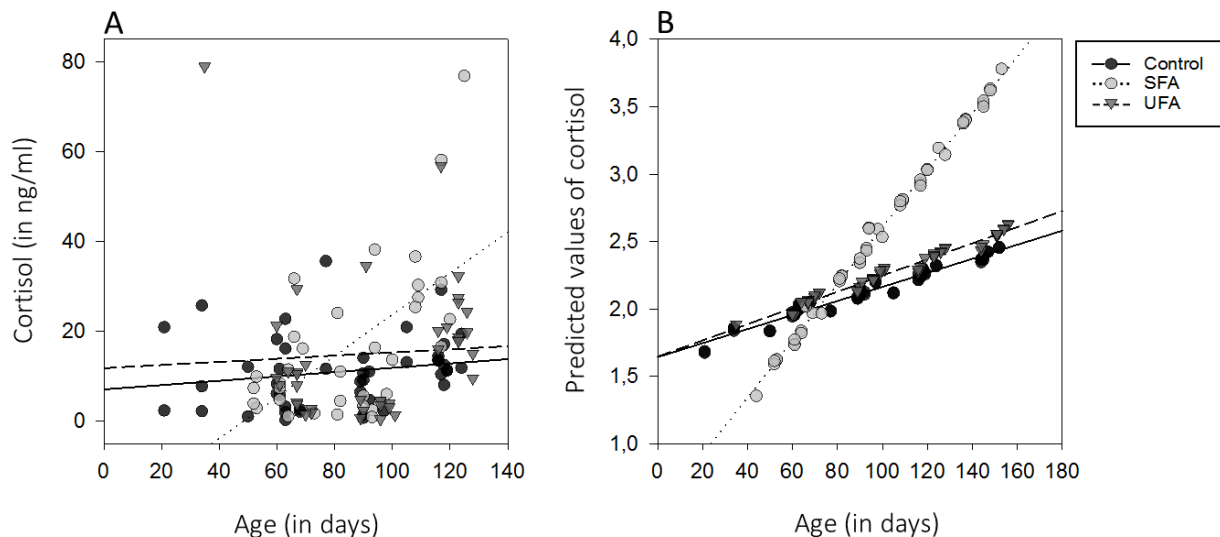 A
B
Cortisol (in ng/ml)
80
60
40
20
0
0 20 40 60 80 100 120 140
Age (in days)
Predicted values of cortisol
4,0
3,5
3,0
2,5
2,0
1,5
1,0
0 20 40 60 80 100 120 140 160 180
Age (in days)
Control
SFA
UFA